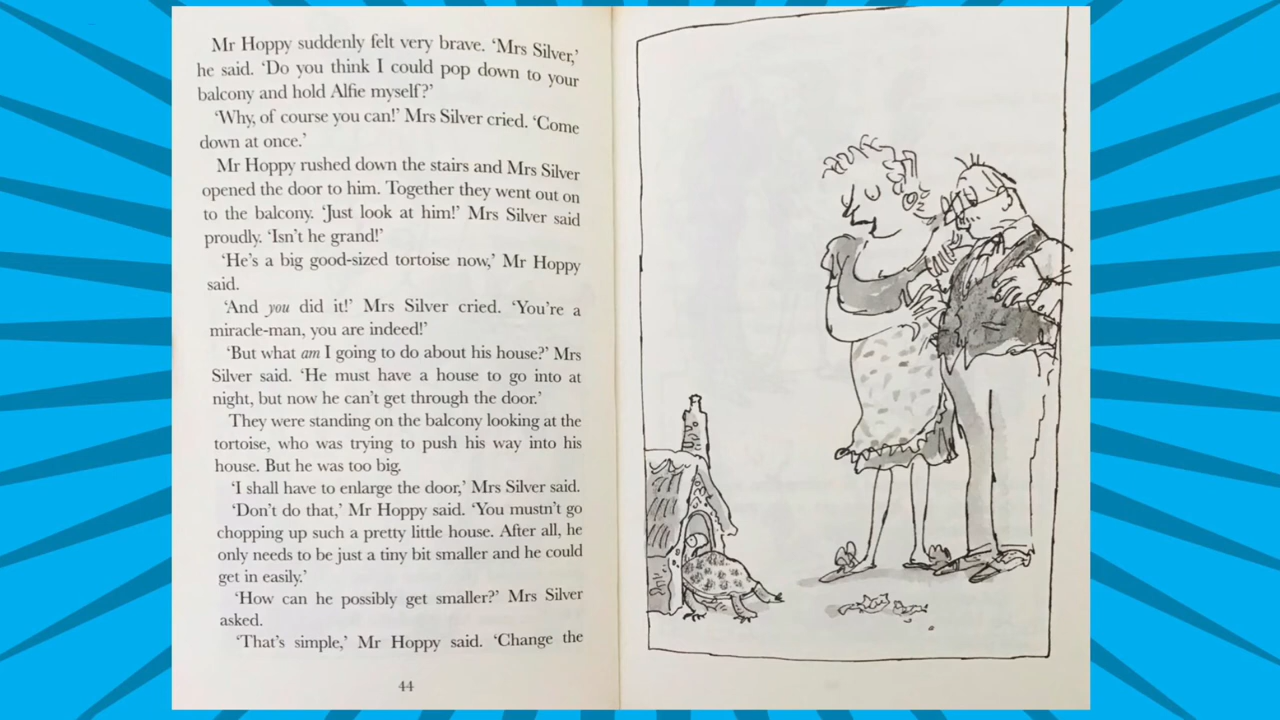 Mr Hoppy suddenly felt very brave. ‘Mrs Silver,’
he said. ‘Do you think I could pop down to your
balcony and hold Alfie myself?’
‘Why, of course you can!’ Mrs Silver cried. ‘Come
down at once.’
Mr Hoppy rushed down the stairs and Mrs Silver
opened the door to him. Together they went out on
to the balcony. ‘Just look at him!’ Mrs Silver said
proudly. ‘Isn’t he grand!’
‘He’s a big good-sized tortoise now,’ Mr Hoppy
said.
‘And you did it!’ Mrs Silver cried. ‘You’re a
miracle-man, you are indeed!’
‘But what am I going to do about his house?’ Mrs
Silver said. ‘He must have a house to go into at
night, but now he can’t get through the door.’
They were standing on the balcony looking at the
tortoise, who was trying to push his way into his
house. But he was too big.
‘I shall have to enlarge the door,’ Mrs Silver said.
‘Don’t do that,’ Mr Hoppy said. ‘You mustn’t go
chopping up such a pretty little house. After all, he
only needs to be just a tiny bit smaller and he could
get in easily.’
‘How can he possibly get smaller?’ Mrs Silver
asked.
‘That’s simple,’ Mr Hoppy said. ‘Change the
44